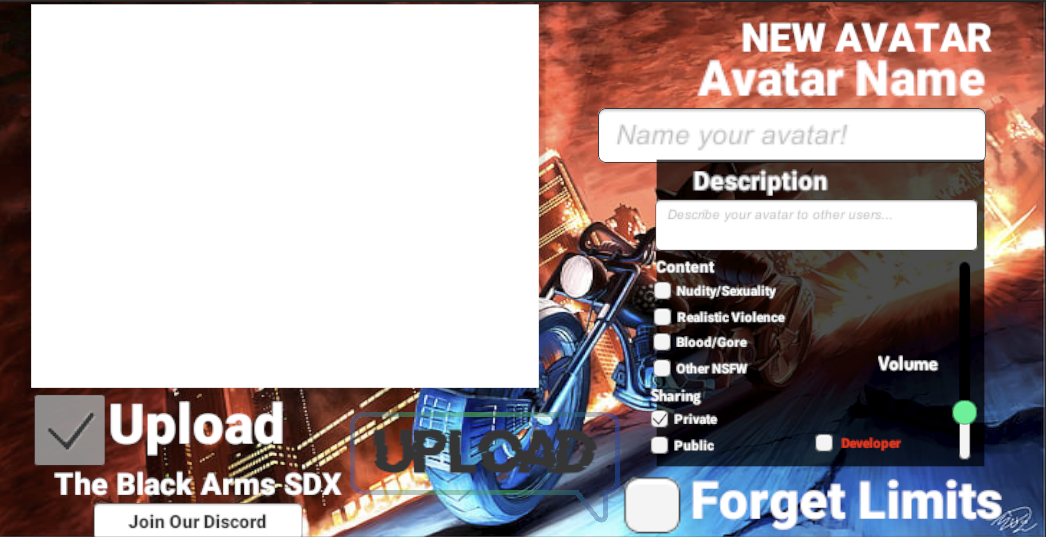 NEW AVATAR
Avatar Name
Name your avatar!
Description
Describe your avatar to other users...
Content
Nudity/Sexuality
Realistic Violence
Blood/Gore
Other NSFW
Volume
Sharing
Private
Public
Developer
Upload
UPLOAD
The Black Arms SDX
Join Our Discord
Forget Limits